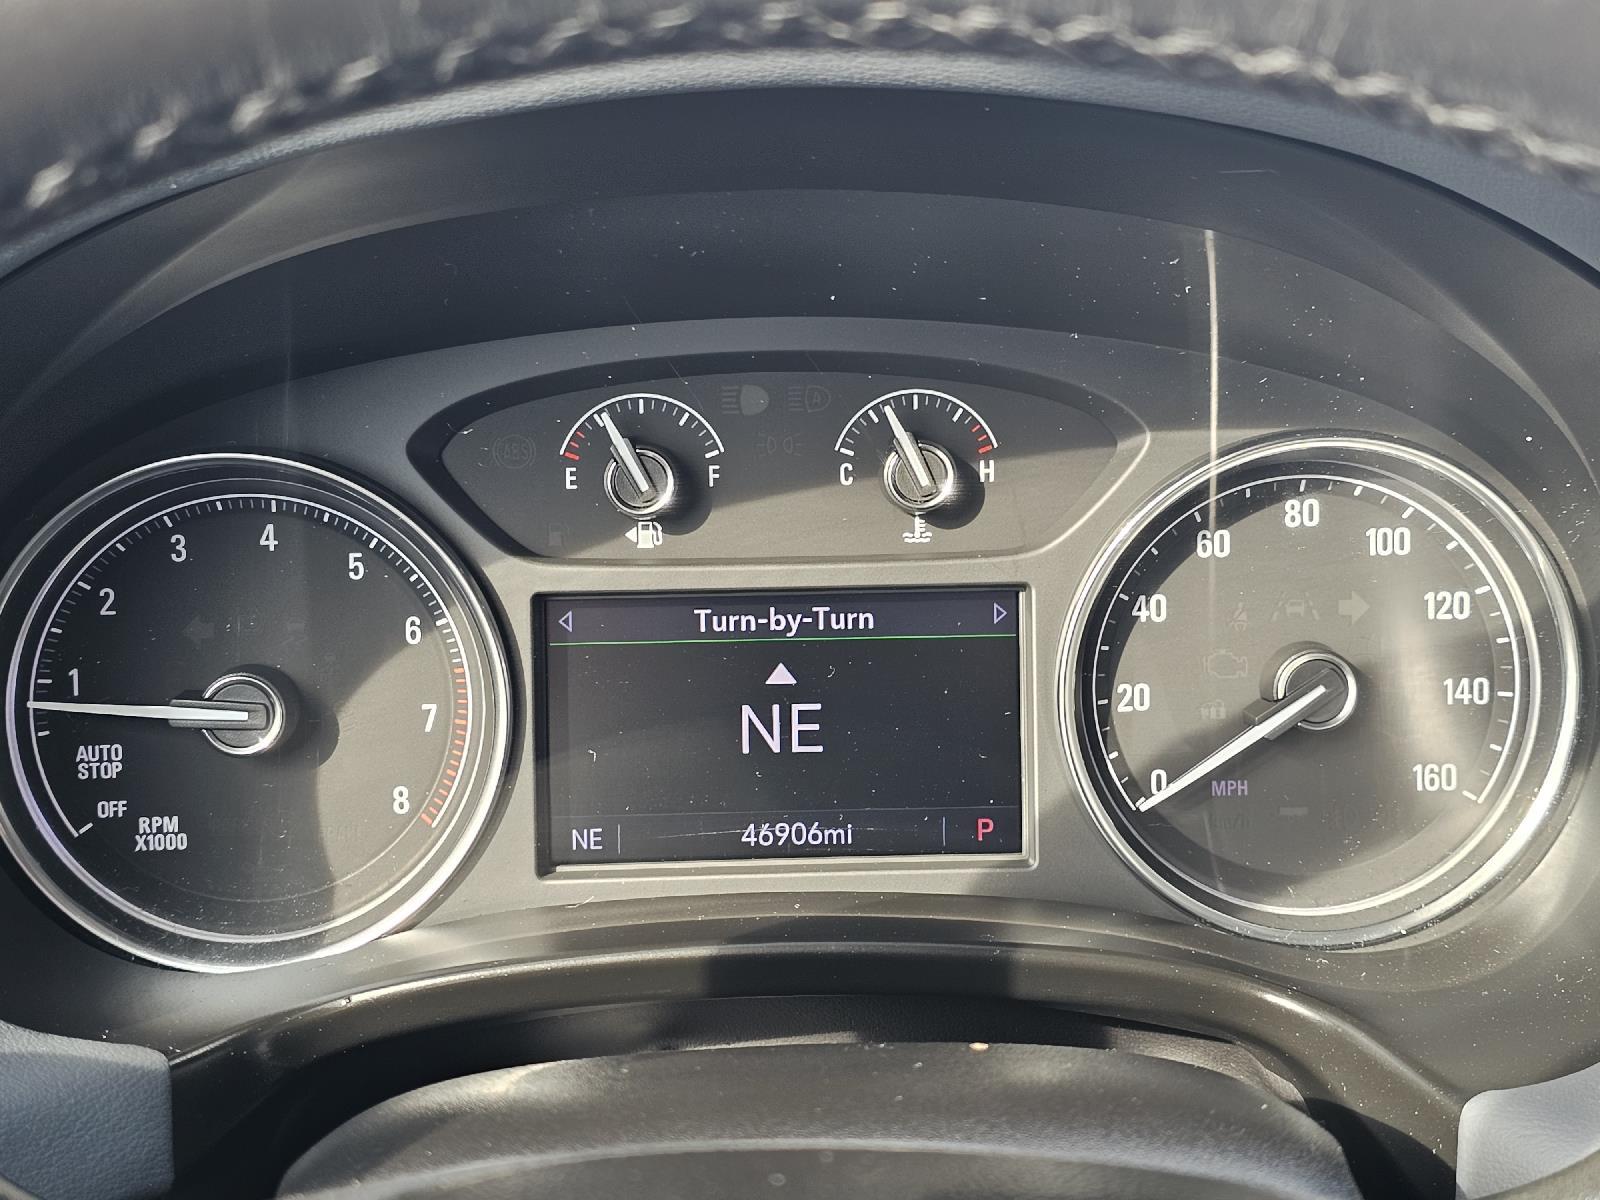 E
F
C
H
1
2
3
4
5
6
7
8
AUTO
STOP
OFF
RPM
X1000
Turn-by-Turn
NE
NE
46906mi
P
0
20
40
60
80
100
120
140
160
MPH
ABS
A